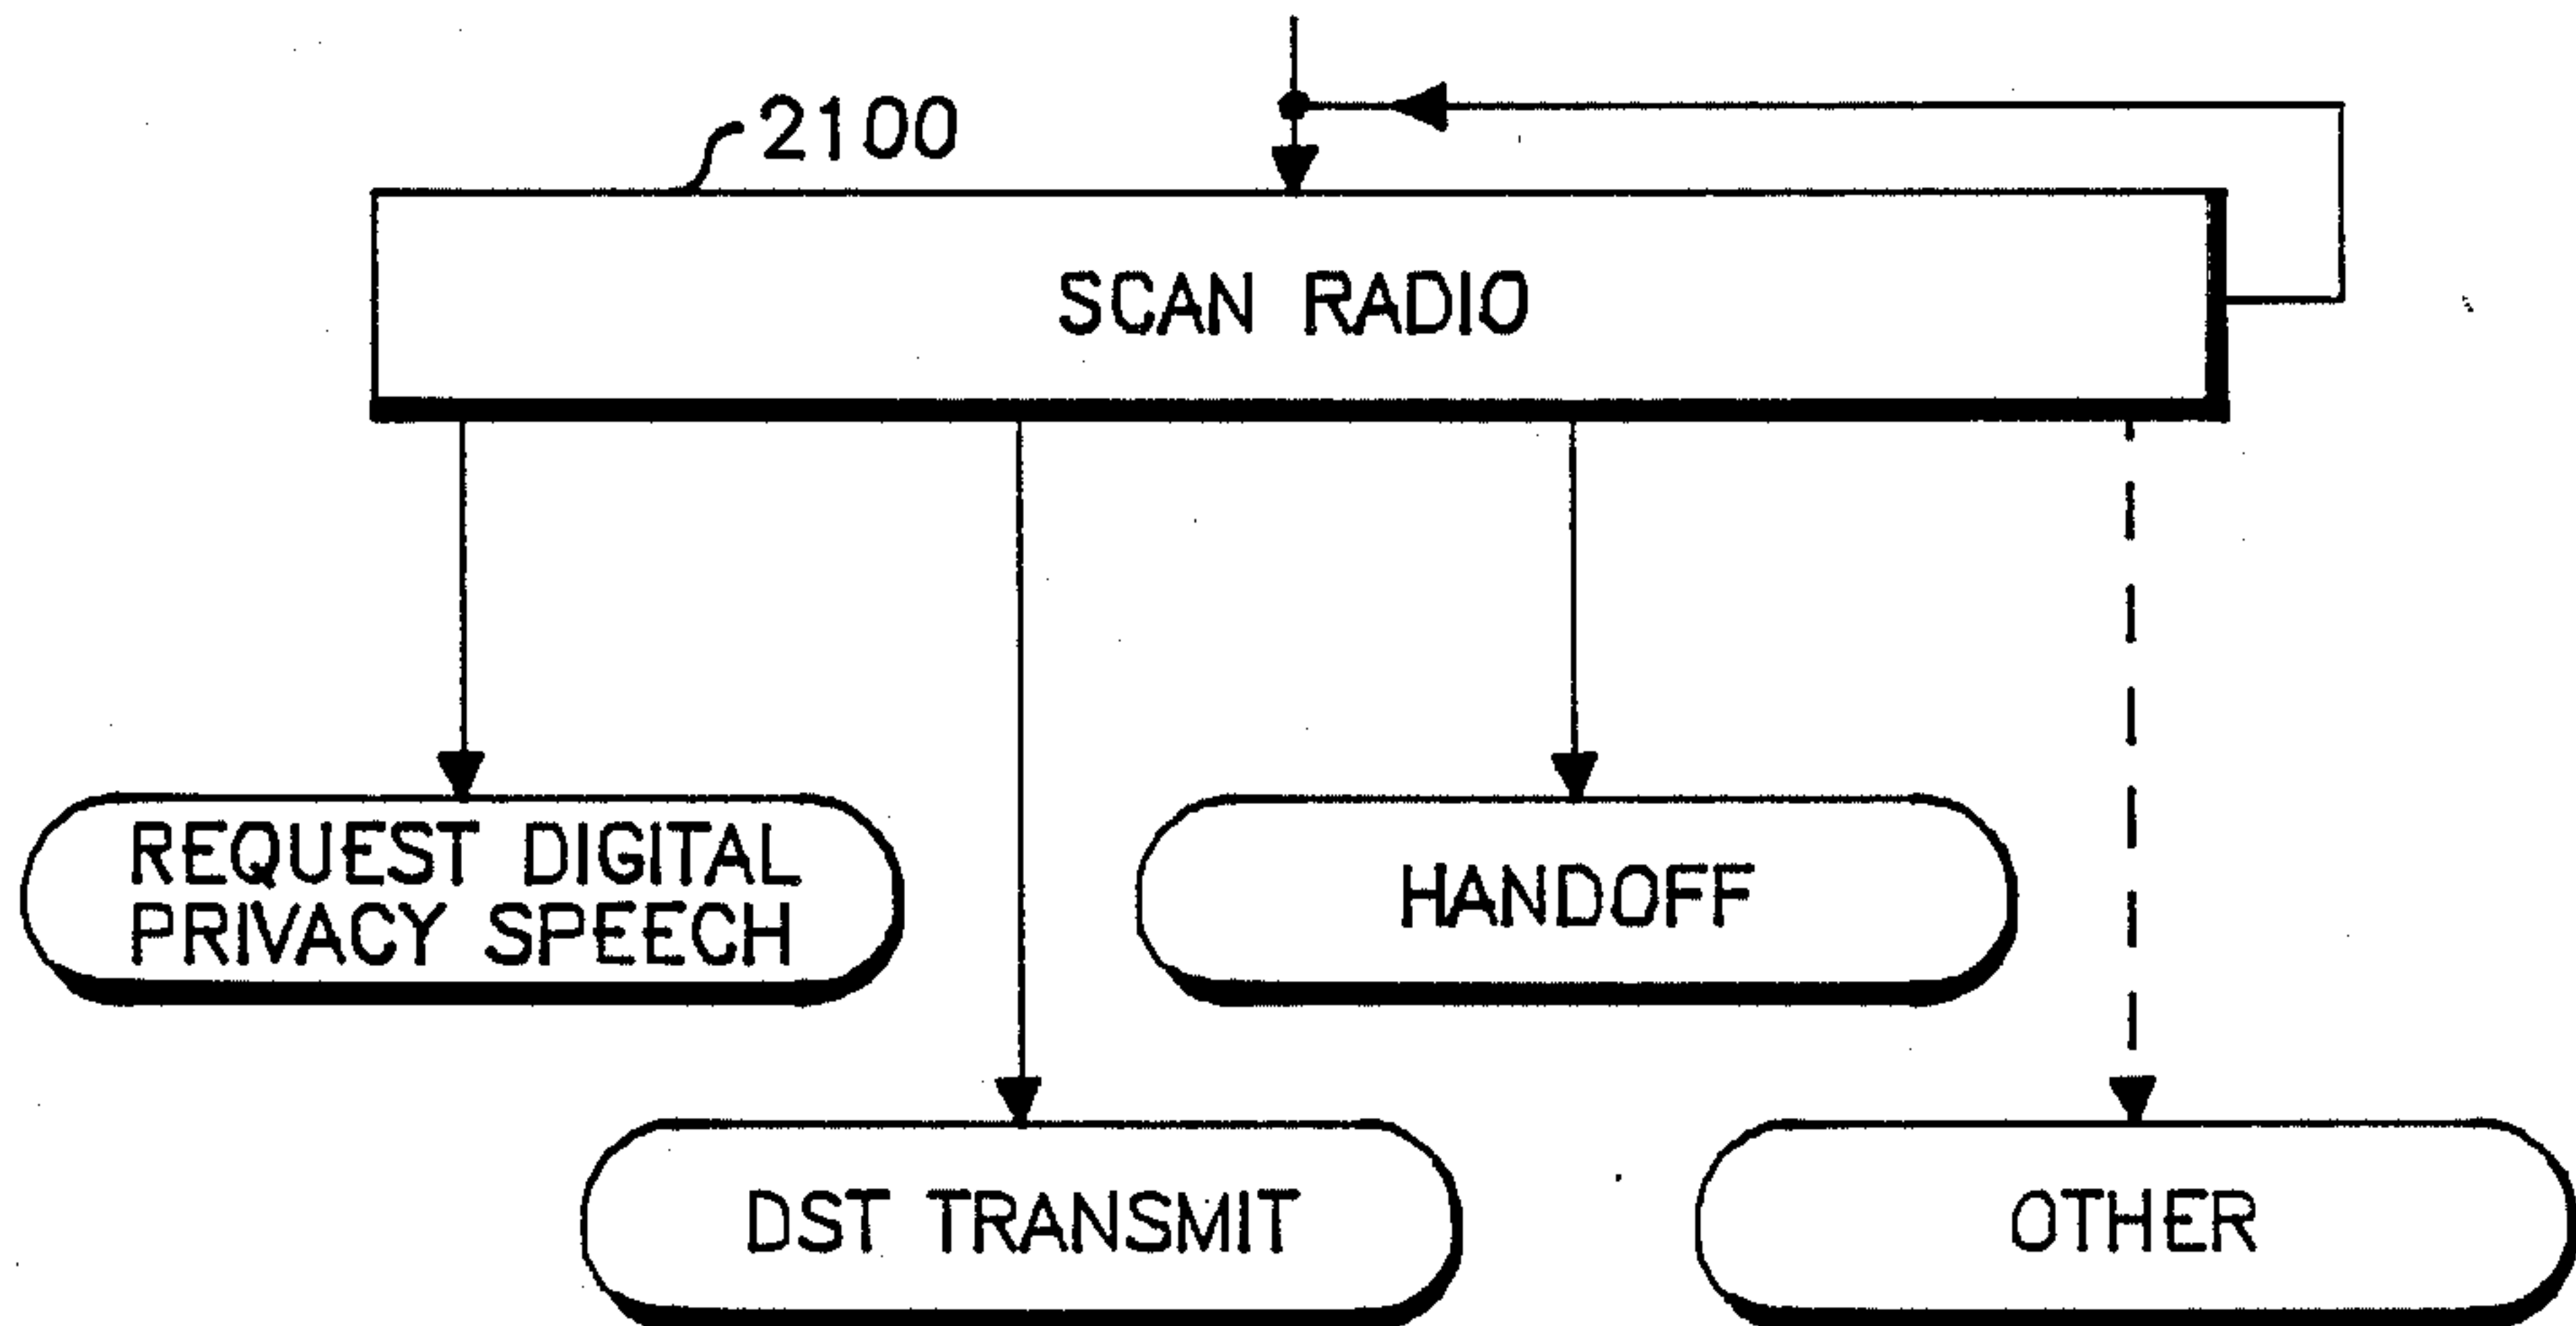 2100
SCAN RADIO
REQUEST DIGITAL
PRIVACY SPEECH
HANDOFF
DST TRANSMIT
OTHER